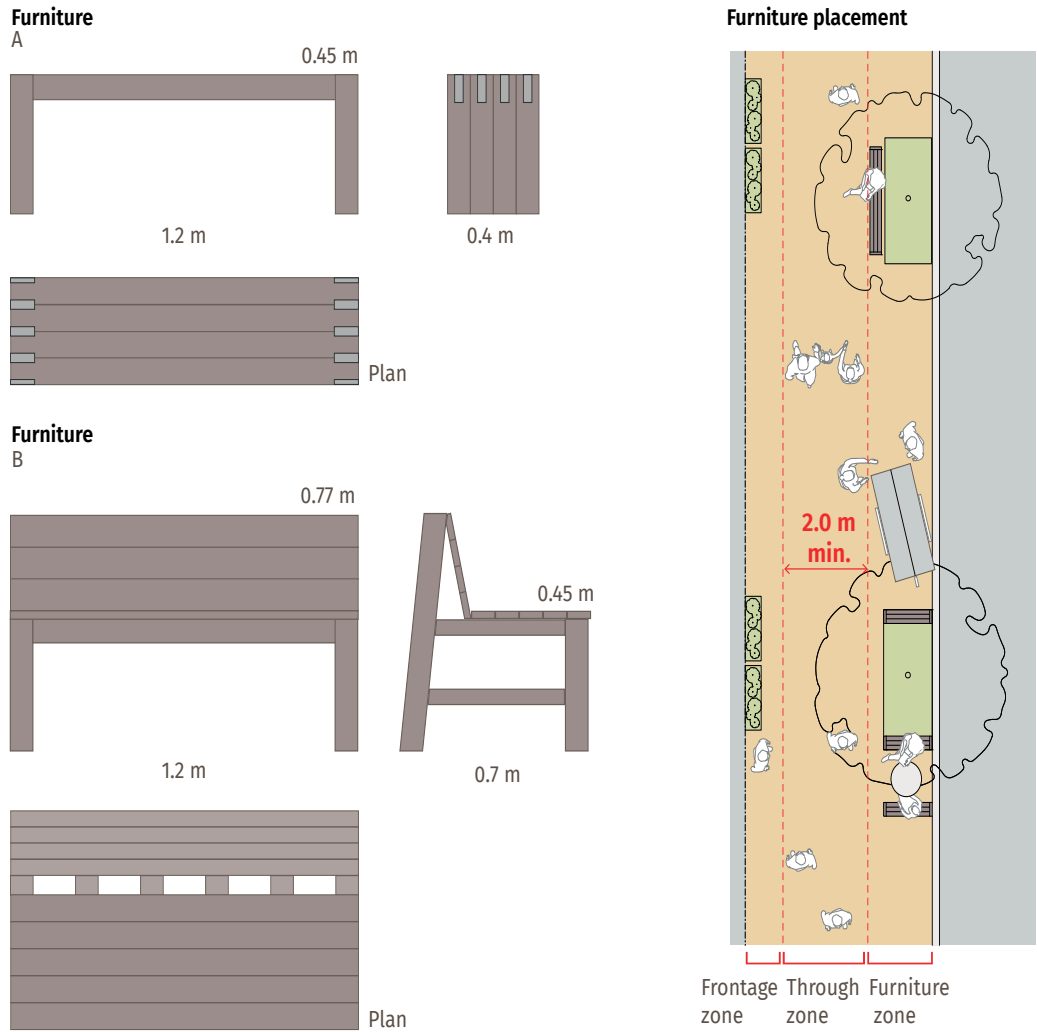 Furniture
A
0.45 m
1.2 m
0.4 m
Plan
Furniture
B
0.77 m
0.45 m
1.2 m
0.7 m
Plan
Furniture placement
2.0 m
min.
Frontage
zone
Through
zone
Furniture
zone